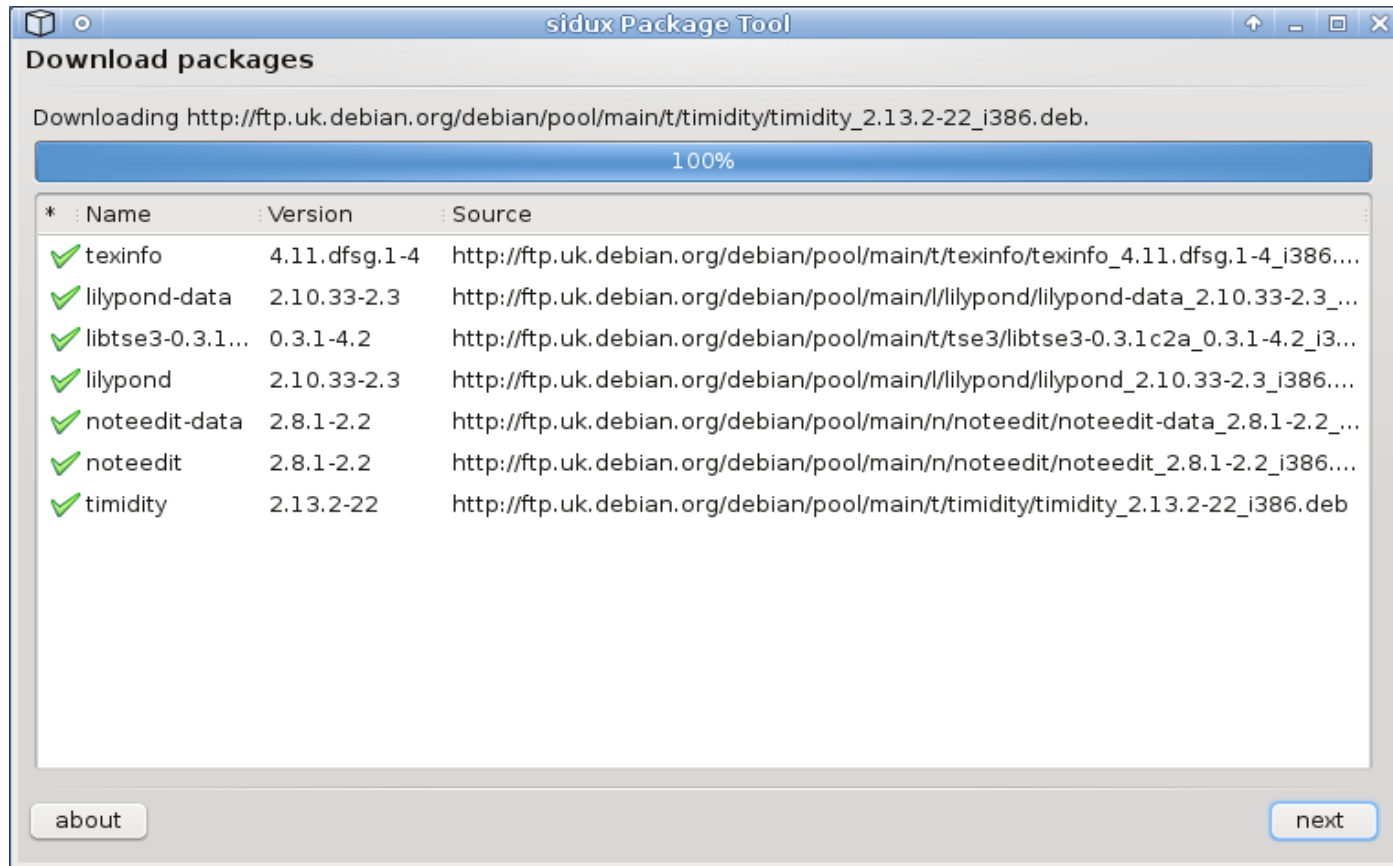 sidux Package Tool
Download packages
Downloading http://ftp.uk.debian.org/debian/pool/main/t/timidity/timidity_2.13.2-22_i386.deb.
100%
* Name Version Source
texinfo 4.11.dfsg.1-4 http://ftp.uk.debian.org/debian/pool/main/t/texinfo/texinfo_4.11.dfsg.1-4_i386....
lilypond-data 2.10.33-2.3 http://ftp.uk.debian.org/debian/pool/main/l/lilypond/lilypond-data_2.10.33-2.3_...
libtse3-0.3.1... 0.3.1-4.2 http://ftp.uk.debian.org/debian/pool/main/t/tse3/libtse3-0.3.1c2a_0.3.1-4.2_i3...
lilypond 2.10.33-2.3 http://ftp.uk.debian.org/debian/pool/main/l/lilypond/lilypond_2.10.33-2.3_i386....
noteedit-data 2.8.1-2.2 http://ftp.uk.debian.org/debian/pool/main/n/noteedit/noteedit-data_2.8.1-2.2_...
noteedit 2.8.1-2.2 http://ftp.uk.debian.org/debian/pool/main/n/noteedit/noteedit_2.8.1-2.2_i386....
timidity 2.13.2-22 http://ftp.uk.debian.org/debian/pool/main/t/timidity/timidity_2.13.2-22_i386.deb
about next